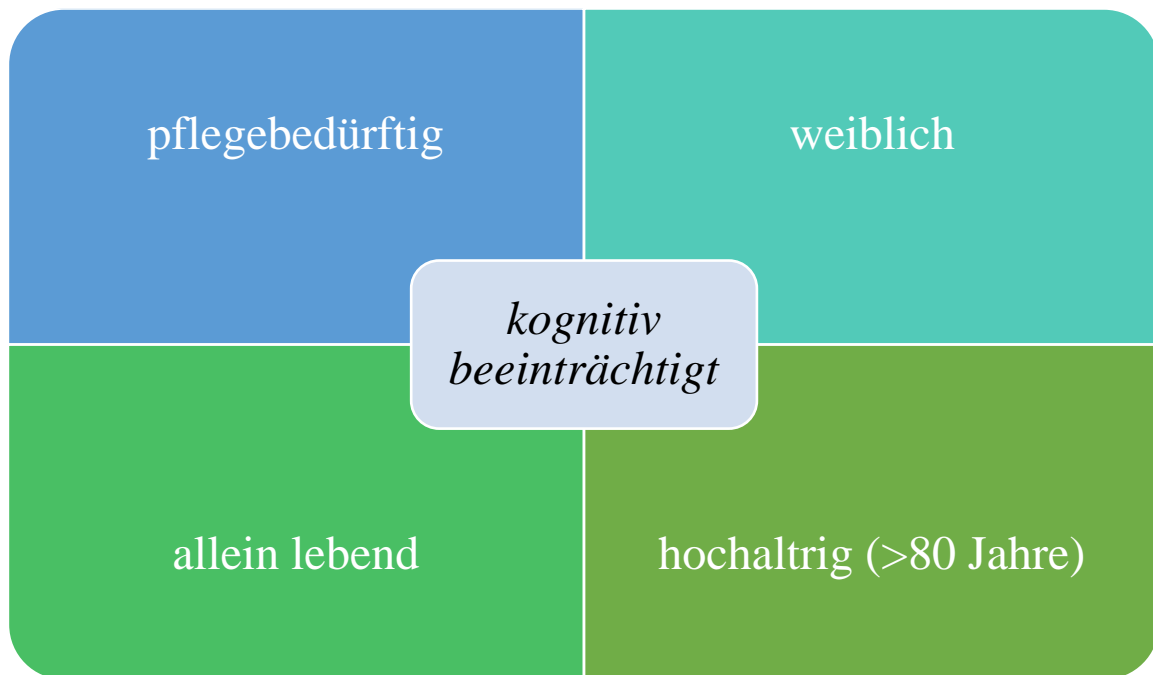 pflegebedürftig
weiblich
kognitiv
beeinträchtigt
allein lebend
hochaltrig (>80 Jahre)